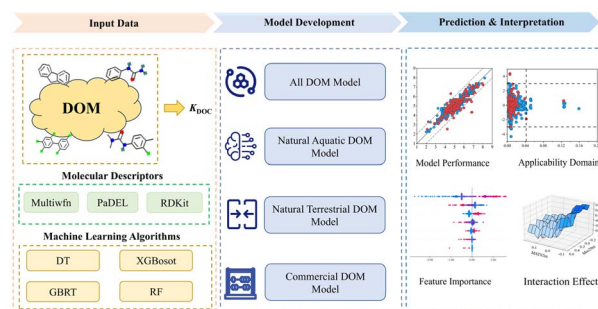 Input Data
Model Development
Prediction & Interpretation
DOM
K_DOC
Molecular Descriptors
Multiwfn
PaDEL
RDKit
Machine Learning Algorithms
DT
XGBosot
GBRT
RF
All DOM Model
Natural Aquatic DOM
Model
Natural Terrestrial DOM
Model
Commercial DOM
Model
Model Performance
Applicability Domain
Feature Importance
Interaction Effect